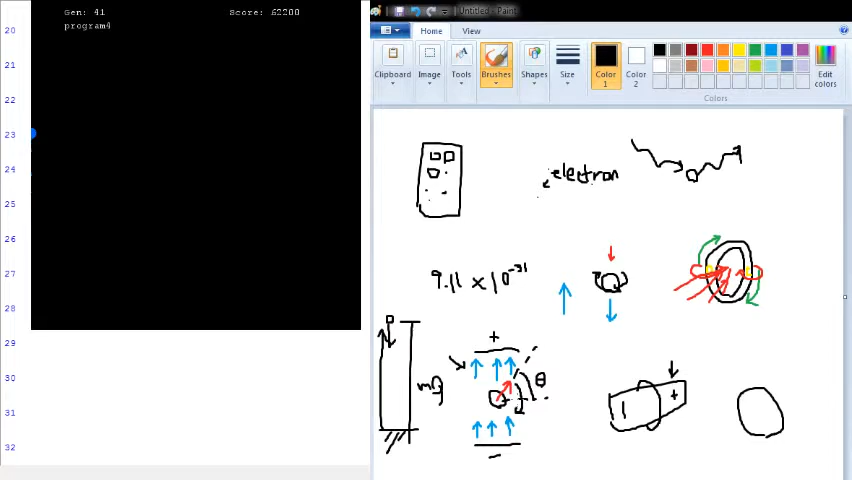 Gen: 41 Score: 62200
program4
20
21
22
23
24
25
26
27
28
29
30
31
32
Untitled - Paint
Home View
Clipboard
Image
Tools
Brushes
Shapes
Size
Color 1
Color 2
Edit colors
Colors
electron
9.11 x 10^-31
mg
+
θ
-
+